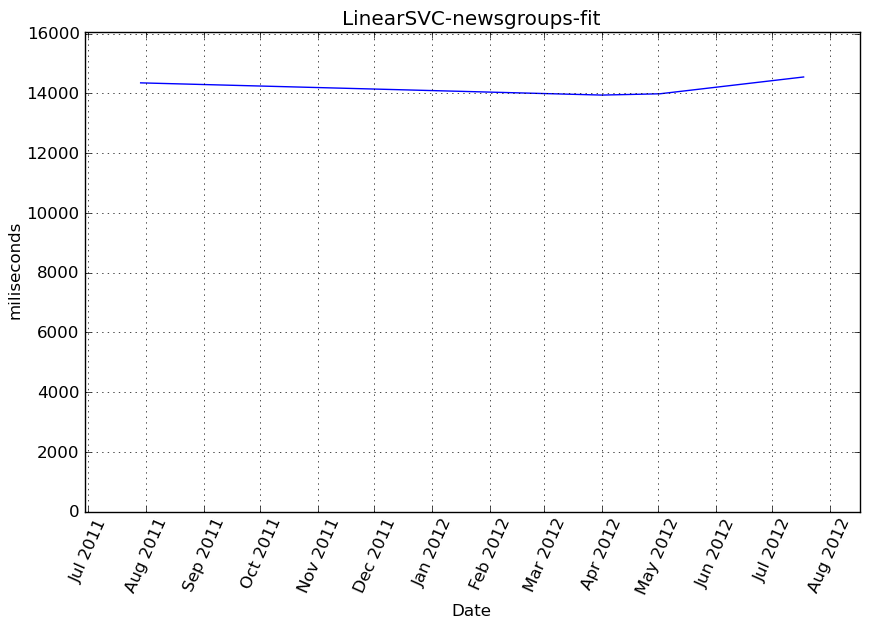 LinearSVC-newsgroups-fit
16000
14000
12000
10000
8000
6000
4000
2000
0
miliseconds
Jul 2011
Aug 2011
Sep 2011
Oct 2011
Nov 2011
Dec 2011
Jan 2012
Feb 2012
Mar 2012
Apr 2012
May 2012
Jun 2012
Jul 2012
Aug 2012
Date